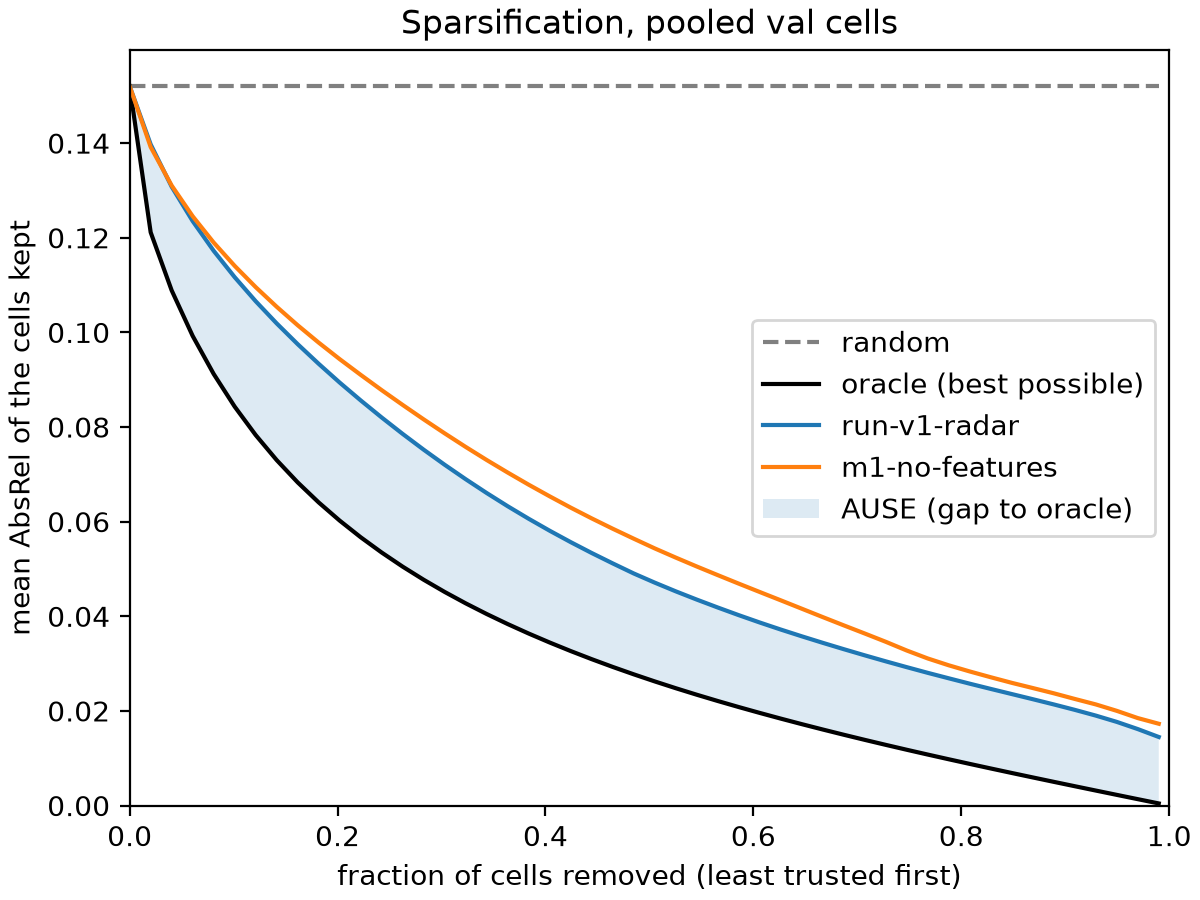 Sparsification, pooled val cells
mean AbsRel of the cells kept
0.14
0.12
0.10
0.08
0.06
0.04
0.02
0.00
random
oracle (best possible)
run-v1-radar
m1-no-features
AUSE (gap to oracle)
0.0 0.2 0.4 0.6 0.8 1.0
fraction of cells removed (least trusted first)